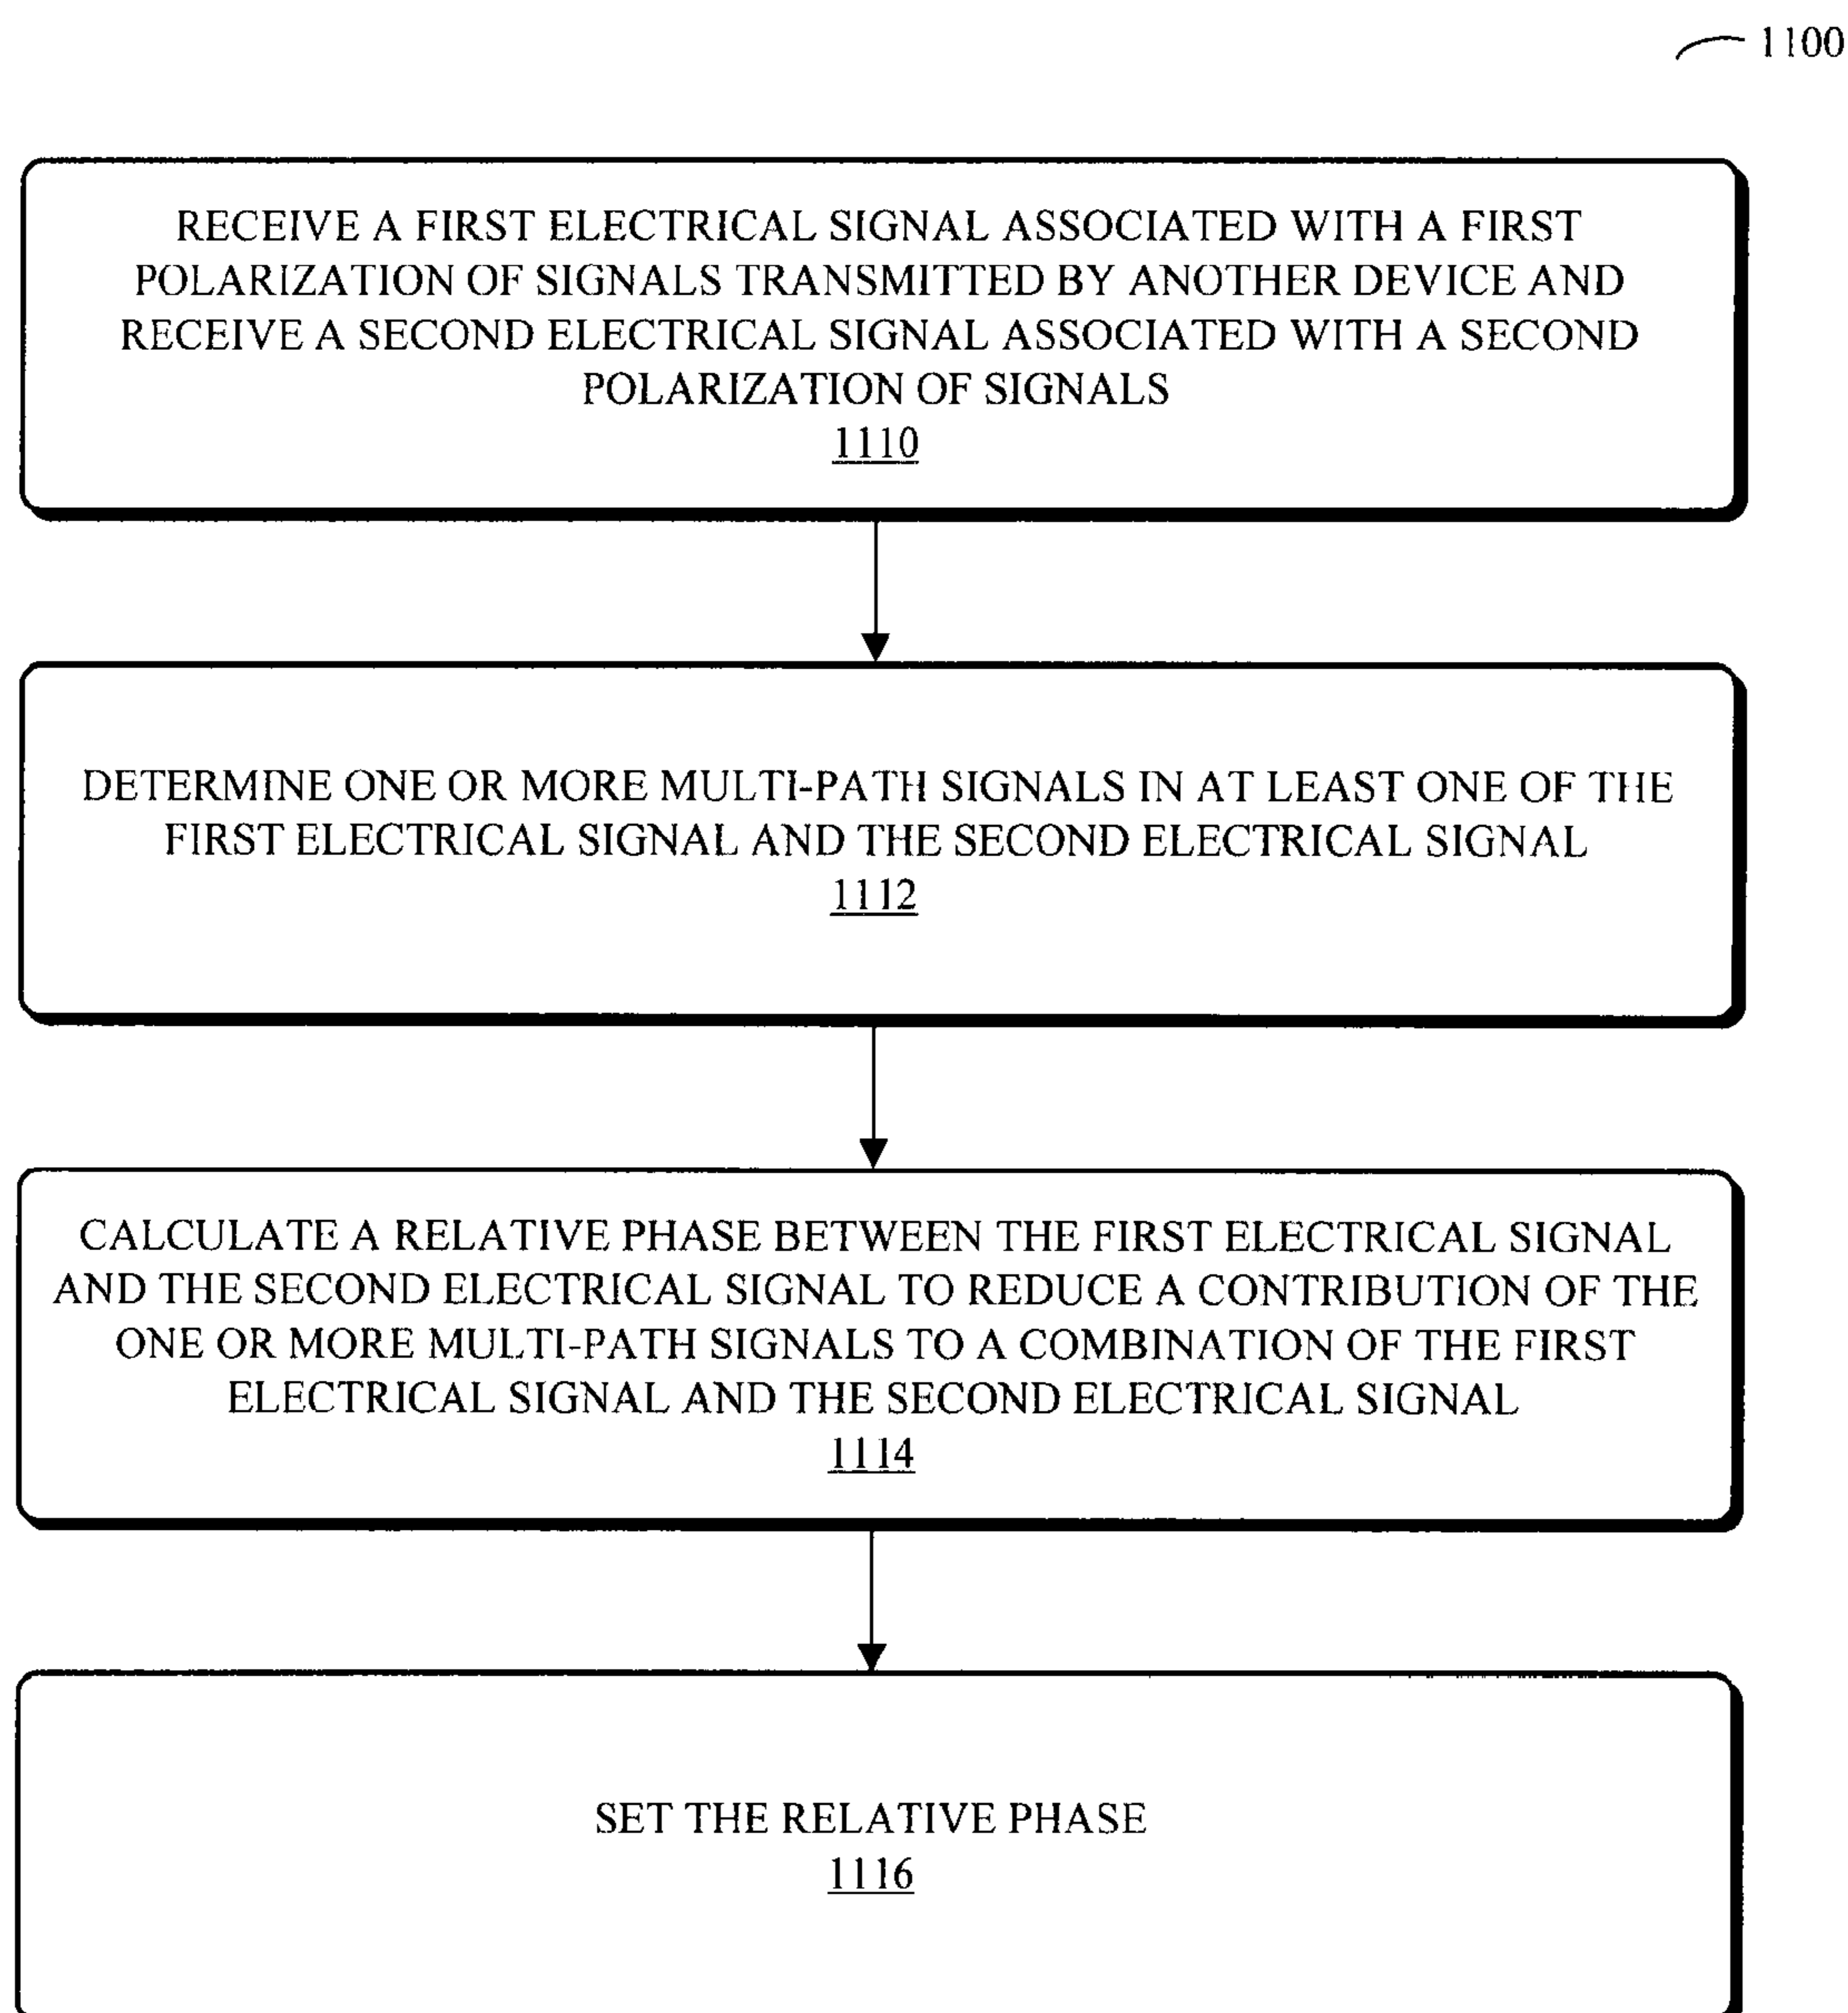 1100
RECEIVE A FIRST ELECTRICAL SIGNAL ASSOCIATED WITH A FIRST
POLARIZATION OF SIGNALS TRANSMITTED BY ANOTHER DEVICE AND
RECEIVE A SECOND ELECTRICAL SIGNAL ASSOCIATED WITH A SECOND
POLARIZATION OF SIGNALS
1110
DETERMINE ONE OR MORE MULTI-PATH SIGNALS IN AT LEAST ONE OF THE
FIRST ELECTRICAL SIGNAL AND THE SECOND ELECTRICAL SIGNAL
1112
CALCULATE A RELATIVE PHASE BETWEEN THE FIRST ELECTRICAL SIGNAL
AND THE SECOND ELECTRICAL SIGNAL TO REDUCE A CONTRIBUTION OF THE
ONE OR MORE MULTI-PATH SIGNALS TO A COMBINATION OF THE FIRST
ELECTRICAL SIGNAL AND THE SECOND ELECTRICAL SIGNAL
1114
SET THE RELATIVE PHASE
1116